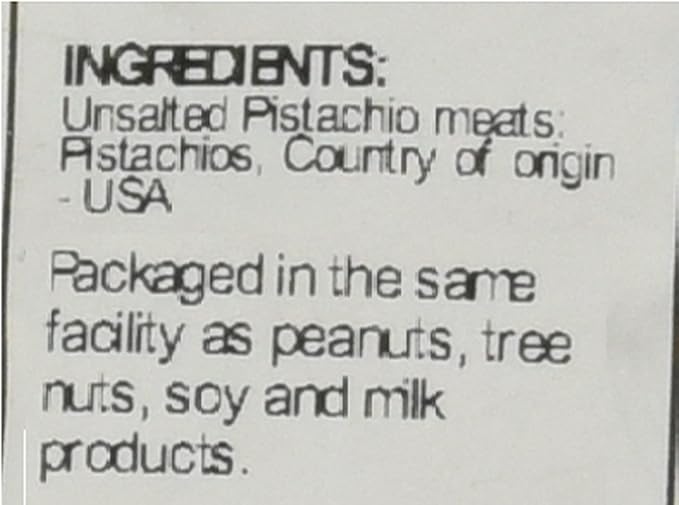 INGREDIENTS:
Unsalted Pistachio meats:
Pistachios, Country of origin
- USA
Packaged in the same
facility as peanuts, tree
nuts, soy and milk
products.